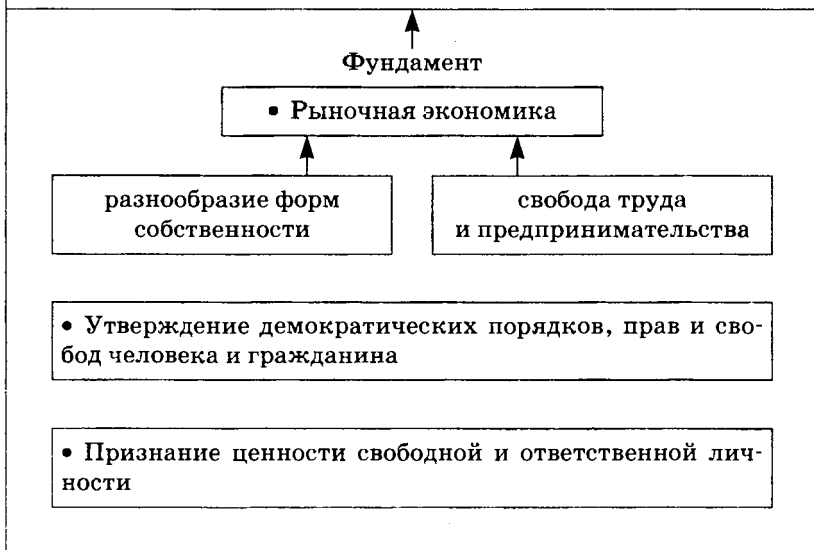 Фундамент
• Рыночная экономика
разнообразие форм
собственности
свобода труда
и предпринимательства
• Утверждение демократических порядков, прав и сво-
бод человека и гражданина
• Признание ценности свободной и ответственной лич-
ности